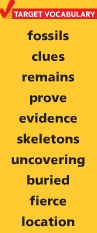 TARGET VOCABULARY
fossils
clues
remains
prove
evidence
skeletons
uncovering
buried
fierce
location